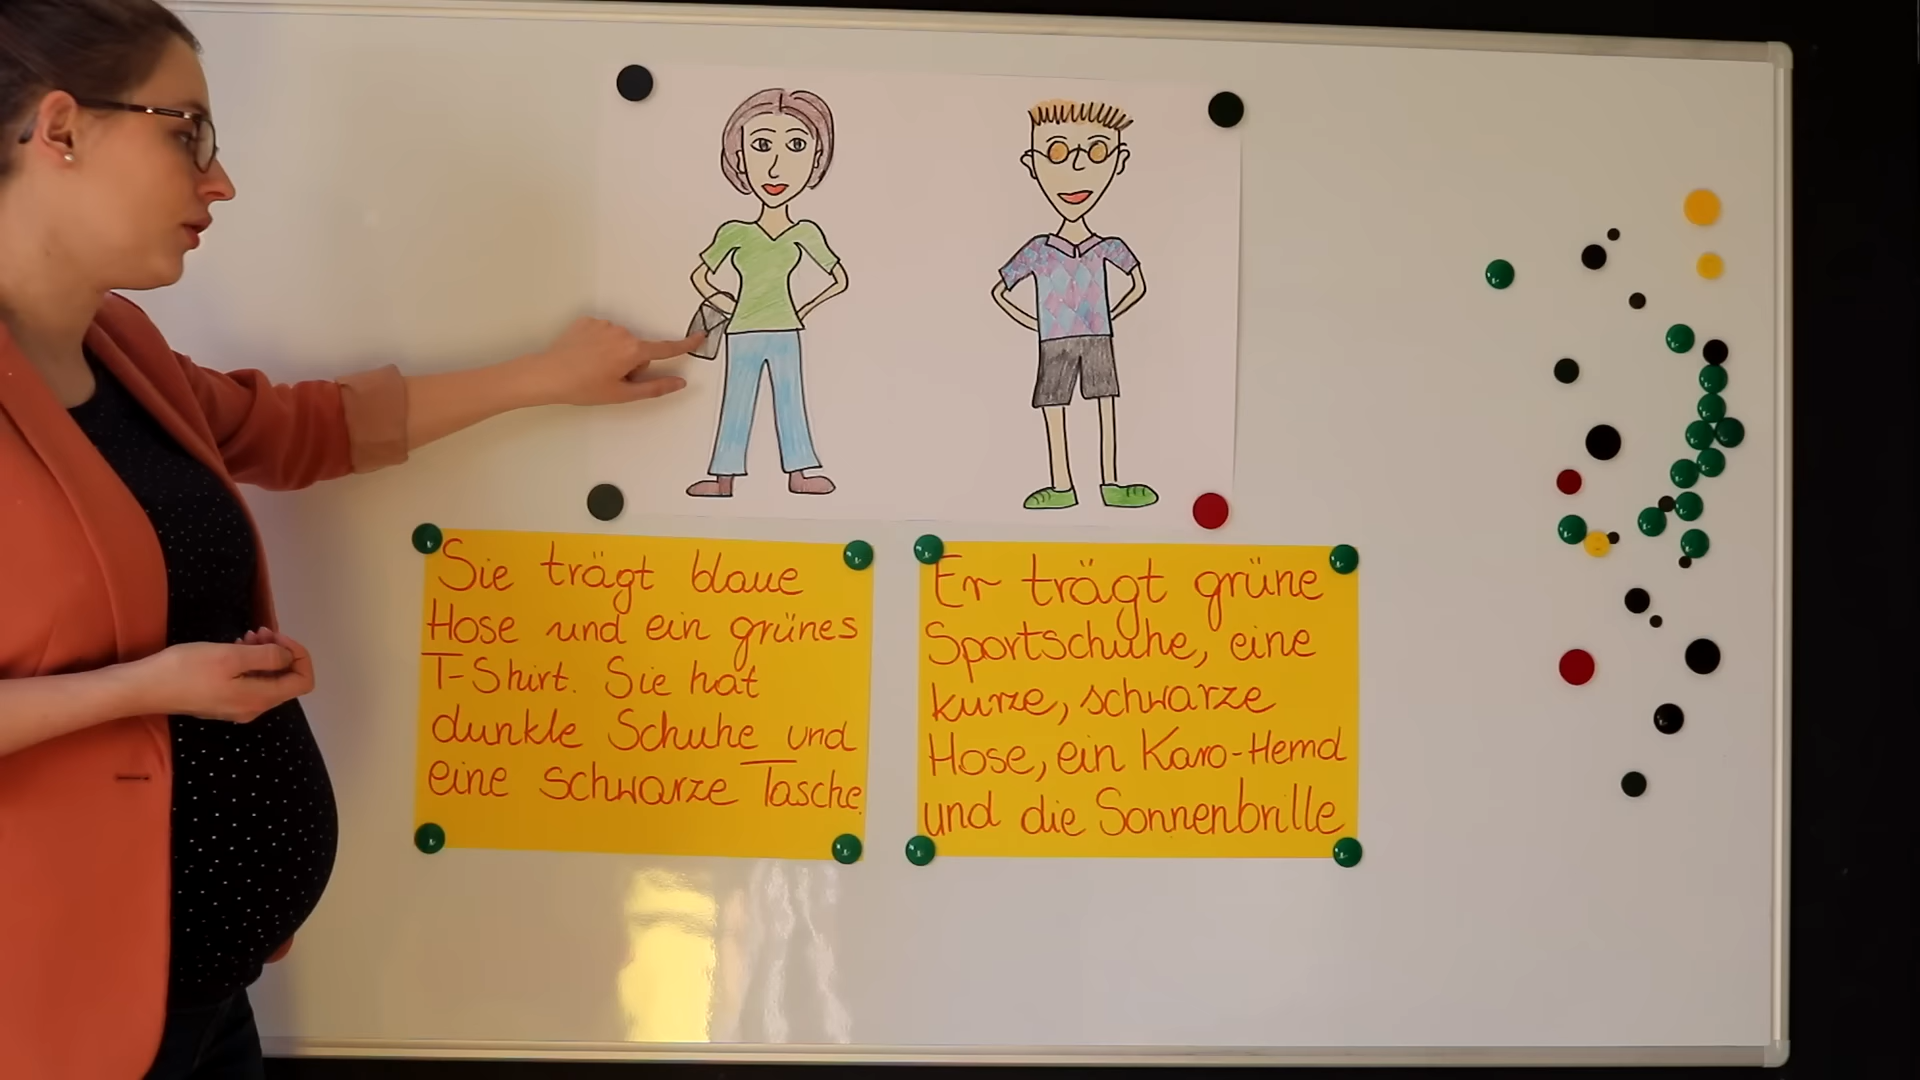 Sie trägt blaue
Hose und ein grünes
T-Shirt. Sie hat
dunkle Schuhe und
eine schwarze Tasche.
Er trägt grüne
Sportschuhe, eine
kurze, schwarze
Hose, ein Karo-Hemd
und die Sonnenbrille